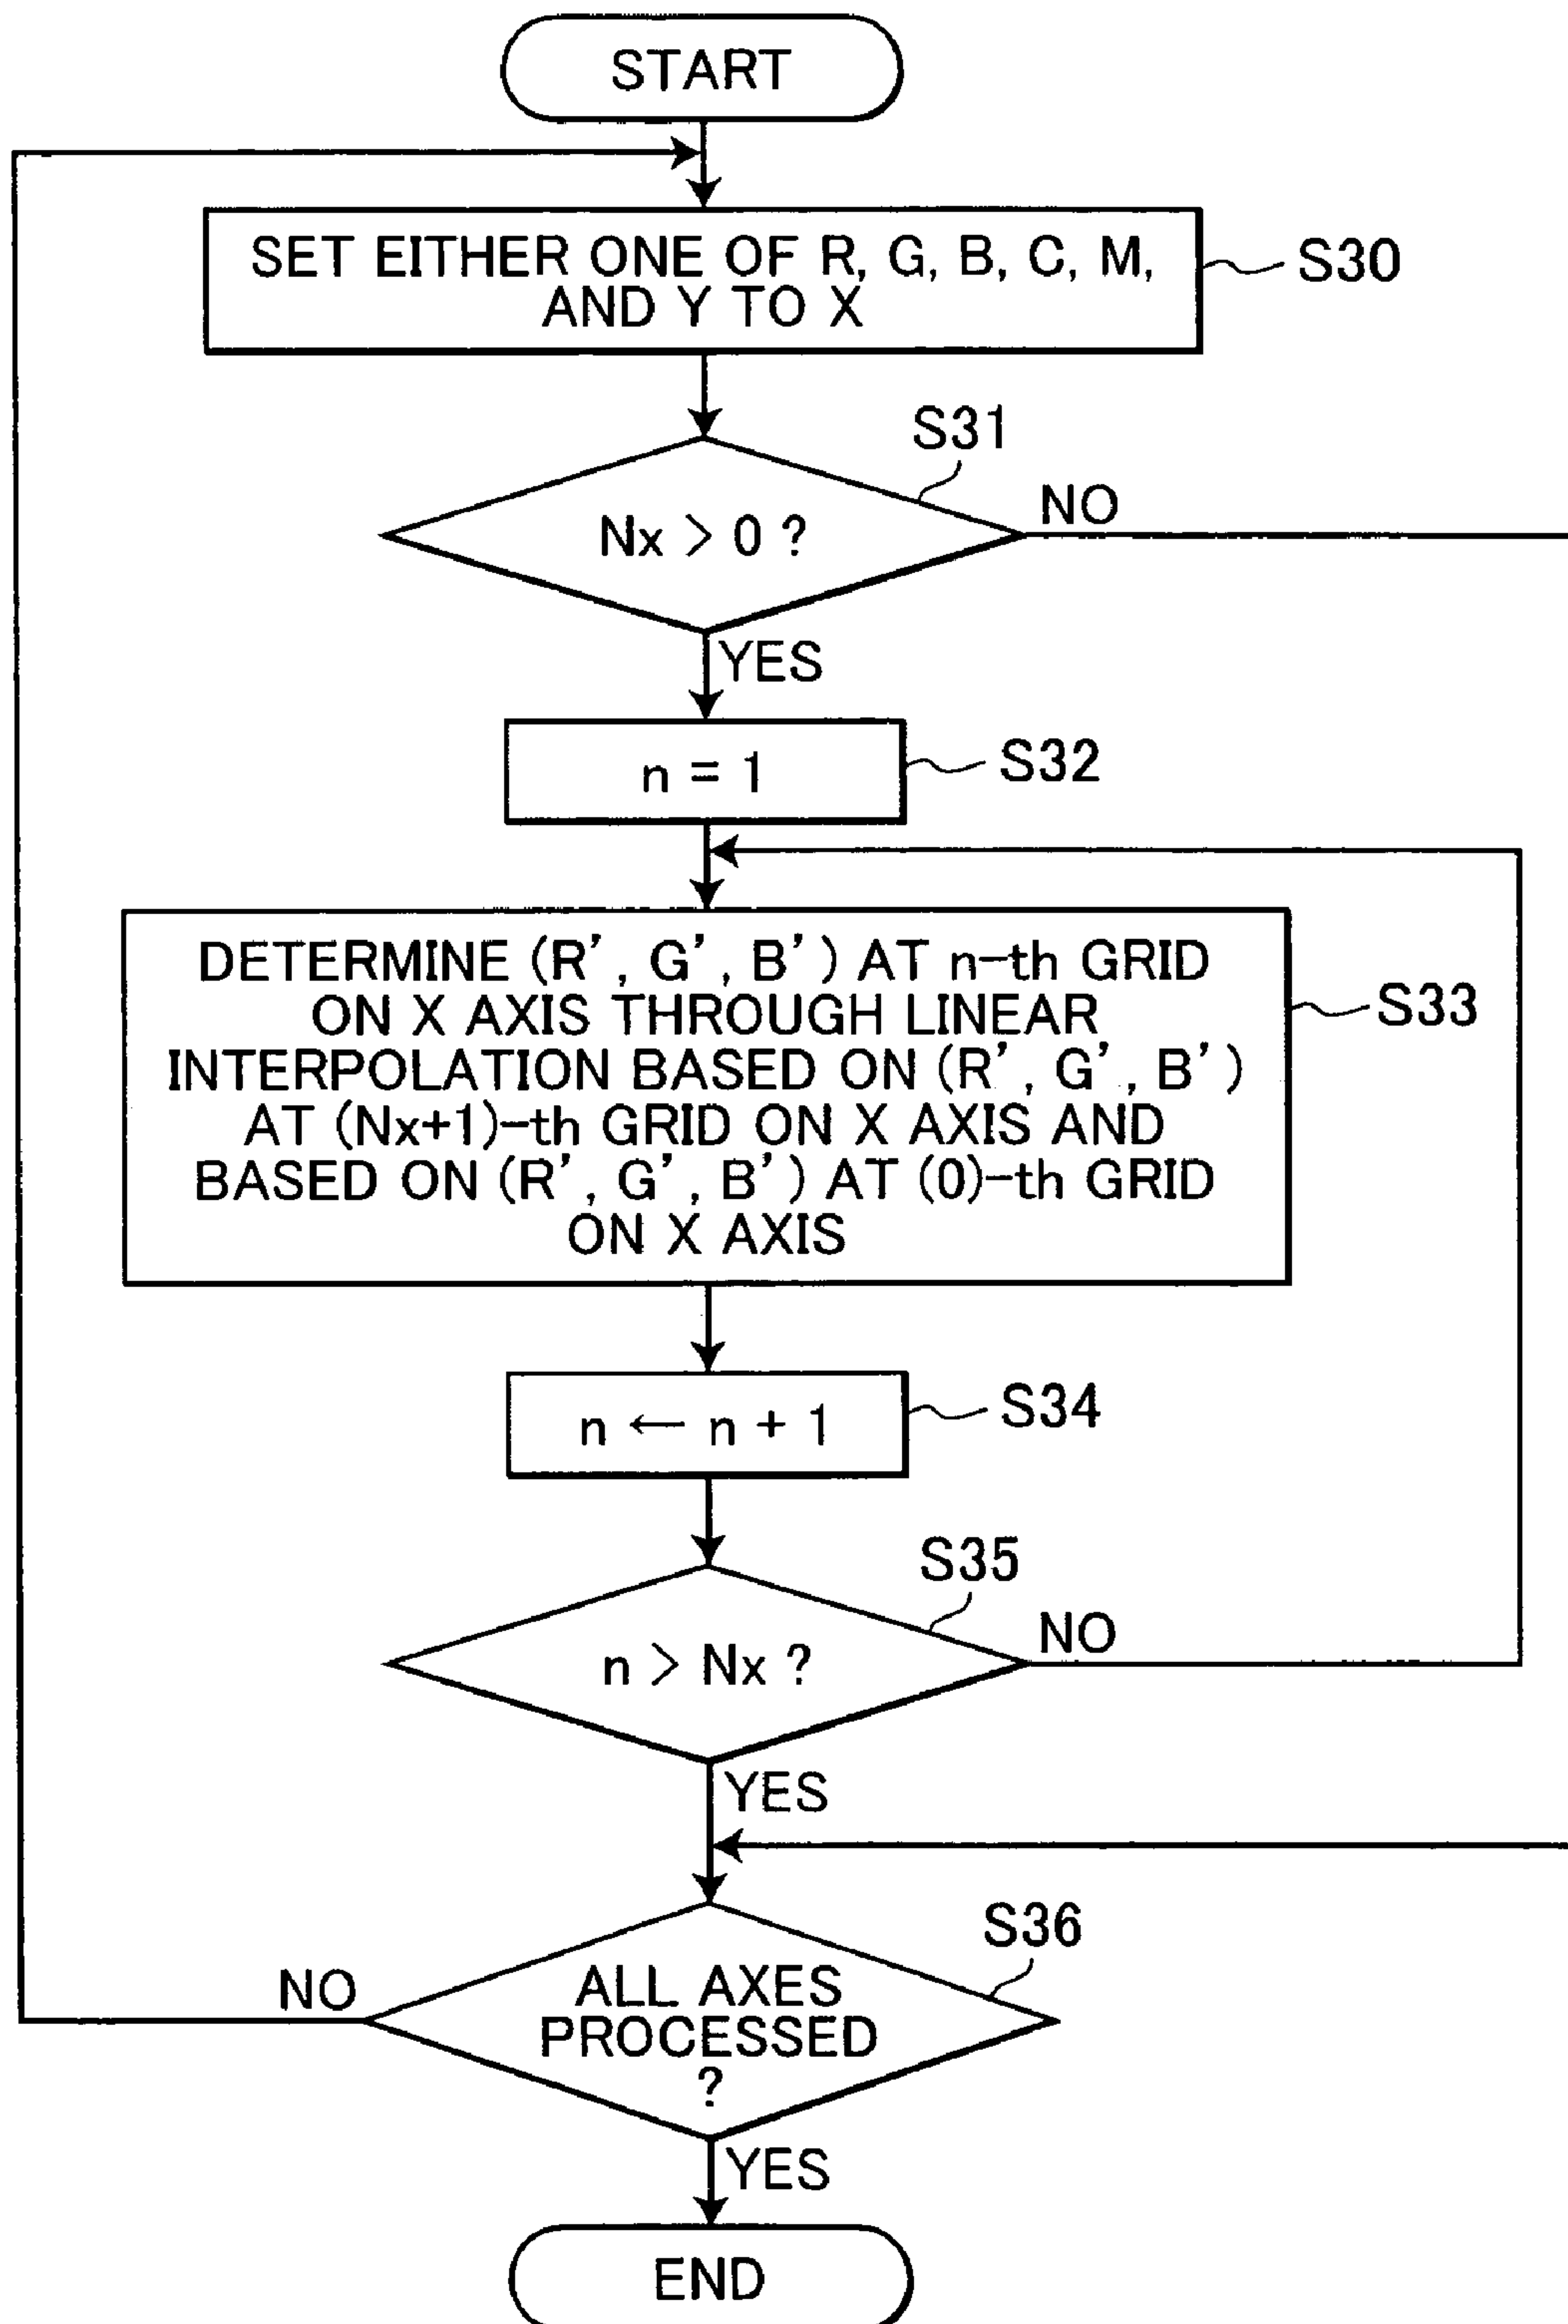 START
SET EITHER ONE OF R, G, B, C, M,
AND Y TO X
S30
S31
Nx > 0 ?
NO
YES
n = 1
S32
DETERMINE (R', G', B') AT n-th GRID
ON X AXIS THROUGH LINEAR
INTERPOLATION BASED ON (R', G', B')
AT (Nx+1)-th GRID ON X AXIS AND
BASED ON (R', G', B') AT (0)-th GRID
ON X AXIS
S33
n ← n + 1
S34
S35
n > Nx ?
NO
YES
S36
ALL AXES
PROCESSED
?
NO
YES
END